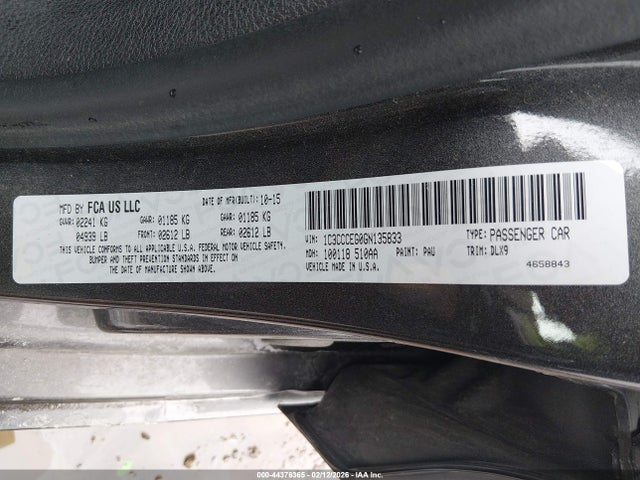 MFD BY FCA US LLC
DATE OF MFR(BUILT): 10-15
GVWR: 02241 KG GAWR: 01185 KG GAWR: 01185 KG
04939 LB FRONT: 02612 LB REAR: 02612 LB
THIS VEHICLE CONFORMS TO ALL APPLICABLE U.S.A. FEDERAL MOTOR VEHICLE SAFETY,
BUMPER AND THEFT PREVENTION STANDARDS IN EFFECT ON
THE DATE OF MANUFACTURE SHOWN ABOVE.
VIN: 1C3CCCEG0GN135833 TYPE: PASSENGER CAR
MDH: 100118 510AA PAINT: PAU TRIM: DLX9
VEHICLE MADE IN U.S.A. 4658843
000-44378365 - 02/12/2026 - IAA Inc.